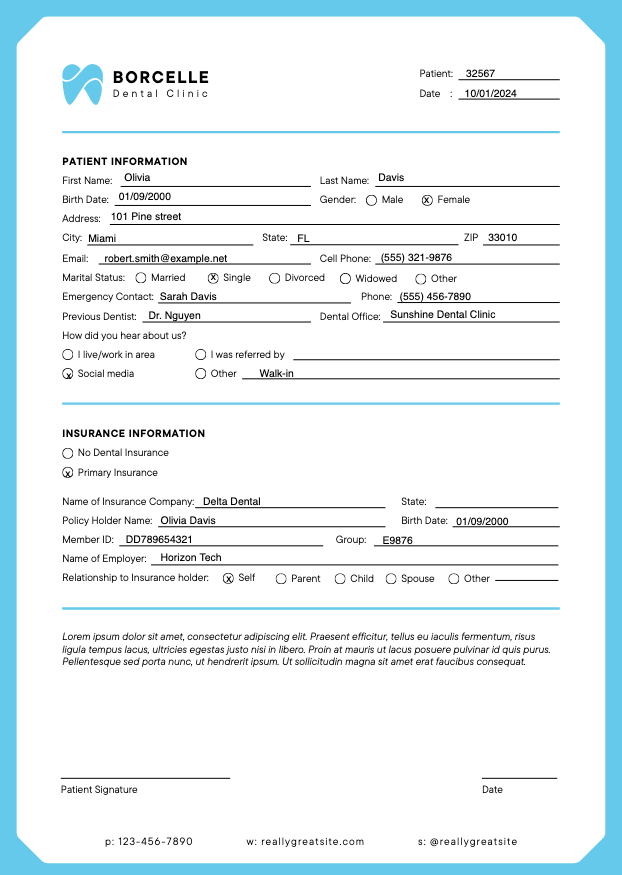 BORCELLE
Dental Clinic
Patient: 32567
Date : 10/01/2024
PATIENT INFORMATION
First Name: Olivia Last Name: Davis
Birth Date: 01/09/2000 Gender: Male x Female
Address: 101 Pine street
City: Miami State: FL ZIP 33010
Email: robert.smith@example.net Cell Phone: (555) 321-9876
Marital Status: Married x Single Divorced Widowed Other
Emergency Contact: Sarah Davis Phone: (555) 456-7890
Previous Dentist: Dr. Nguyen Dental Office: Sunshine Dental Clinic
How did you hear about us?
I live/work in area I was referred by
x Social media Other Walk-in
INSURANCE INFORMATION
No Dental Insurance
x Primary Insurance
Name of Insurance Company: Delta Dental State:
Policy Holder Name: Olivia Davis Birth Date: 01/09/2000
Member ID: DD789654321 Group: E9876
Name of Employer: Horizon Tech
Relationship to Insurance holder: x Self Parent Child Spouse Other
Lorem ipsum dolor sit amet, consectetur adipiscing elit. Praesent efficitur, tellus eu iaculis fermentum, risus
ligula tempus lacus, ultricies egestas justo nisi in libero. Proin at mauris ut lacus posuere pulvinar id quis purus.
Pellentesque sed porta nunc, ut hendrerit ipsum. Ut sollicitudin magna sit amet erat faucibus consequat.
Patient Signature Date
p: 123-456-7890 w: reallygreatsite.com s: @reallygreatsite